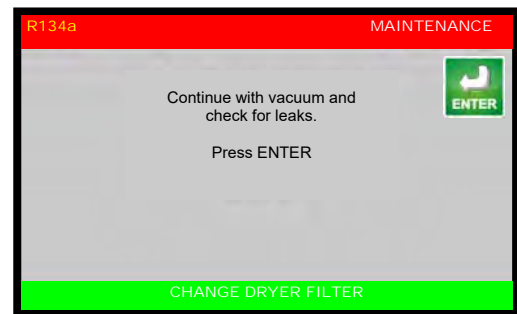 R134a MAINTENANCE
Continue with vacuum and
check for leaks.
ENTER
Press ENTER
CHANGE DRYER FILTER